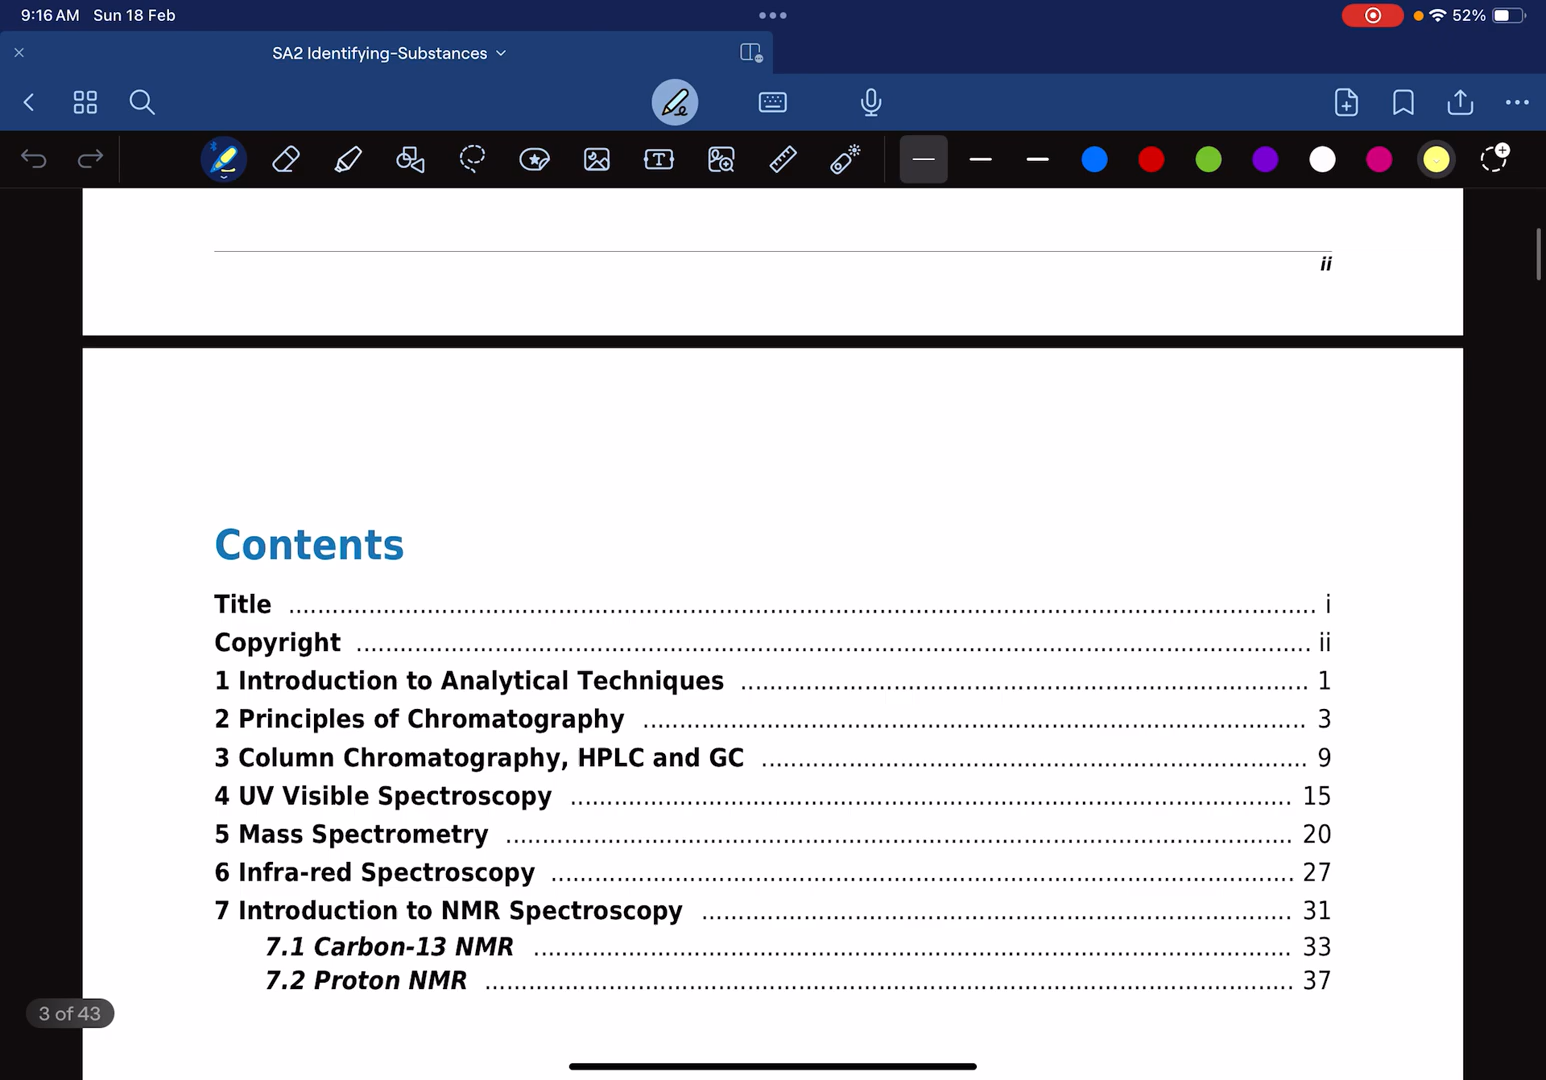 9:16 AM Sun 18 Feb
52%
SA2 Identifying-Substances
T
ii
Contents
Title ................................................................ i
Copyright ................................................................ ii
1 Introduction to Analytical Techniques ................................................................ 1
2 Principles of Chromatography ................................................................ 3
3 Column Chromatography, HPLC and GC ................................................................ 9
4 UV Visible Spectroscopy ................................................................ 15
5 Mass Spectrometry ................................................................ 20
6 Infra-red Spectroscopy ................................................................ 27
7 Introduction to NMR Spectroscopy ................................................................ 31
7.1 Carbon-13 NMR ................................................................ 33
7.2 Proton NMR ................................................................ 37
3 of 43